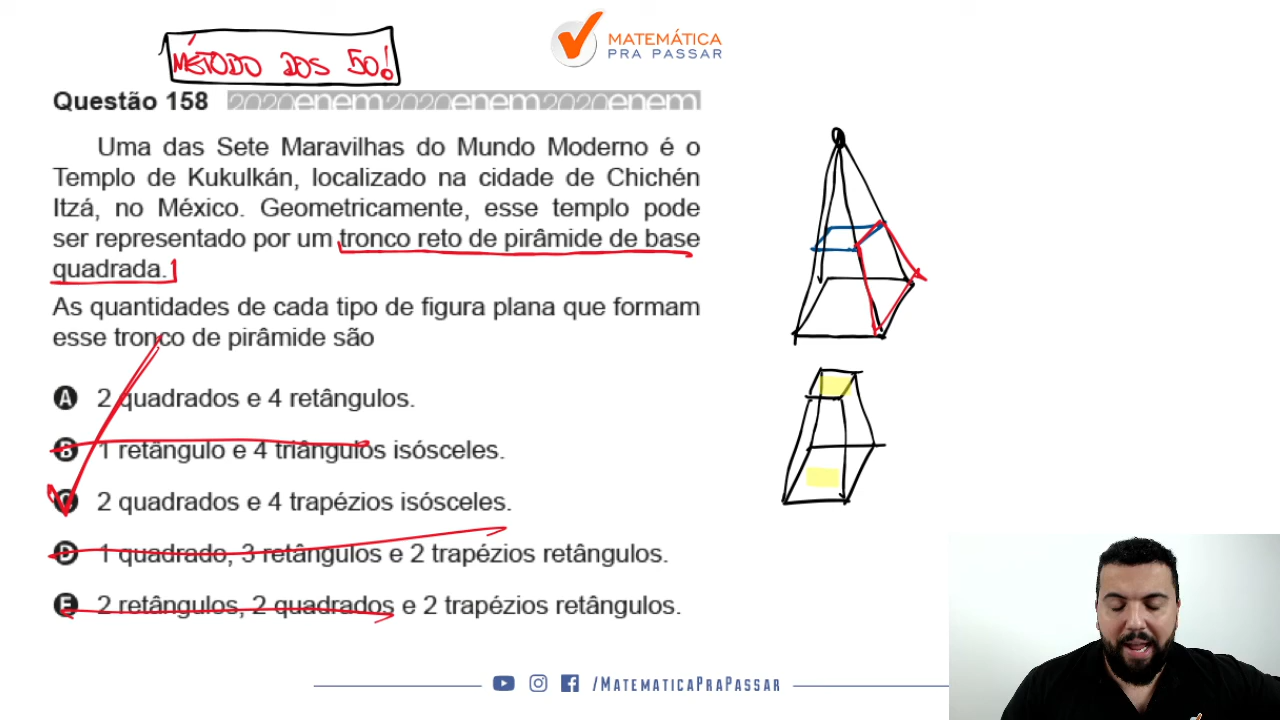 MÉTODO DOS 50!
MATEMÁTICA
PRA PASSAR
Questão 158 2020enem2020enem2020enem
Uma das Sete Maravilhas do Mundo Moderno é o
Templo de Kukulkán, localizado na cidade de Chichén
Itzá, no México. Geometricamente, esse templo pode
ser representado por um tronco reto de pirâmide de base
quadrada.
As quantidades de cada tipo de figura plana que formam
esse tronco de pirâmide são
A 2 quadrados e 4 retângulos.
B 1 retângulo e 4 triângulos isósceles.
C 2 quadrados e 4 trapézios isósceles.
D 1 quadrado, 3 retângulos e 2 trapézios retângulos.
E 2 retângulos, 2 quadrados e 2 trapézios retângulos.
/MATEMATICAPRAPASSAR